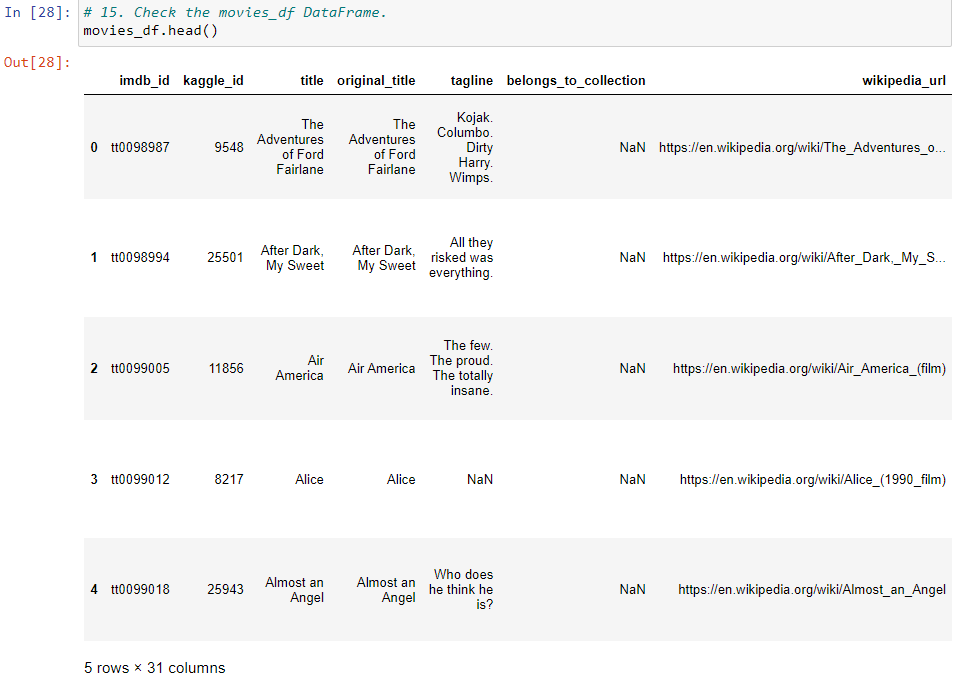 In [28]: # 15. Check the movies_df DataFrame.
movies_df.head()
Out[28]:
imdb_id kaggle_id title original_title tagline belongs_to_collection wikipedia_url
0 tt0098987 9548 The Adventures of Ford Fairlane The Adventures of Ford Fairlane Kojak. Columbo. Dirty Harry. Wimps. NaN https://en.wikipedia.org/wiki/The_Adventures_o...
1 tt0098994 25501 After Dark, My Sweet After Dark, My Sweet All they risked was everything. NaN https://en.wikipedia.org/wiki/After_Dark,_My_S...
2 tt0099005 11856 Air America Air America The few. The proud. The totally insane. NaN https://en.wikipedia.org/wiki/Air_America_(film)
3 tt0099012 8217 Alice Alice NaN NaN https://en.wikipedia.org/wiki/Alice_(1990_film)
4 tt0099018 25943 Almost an Angel Almost an Angel Who does he think he is? NaN https://en.wikipedia.org/wiki/Almost_an_Angel
5 rows × 31 columns